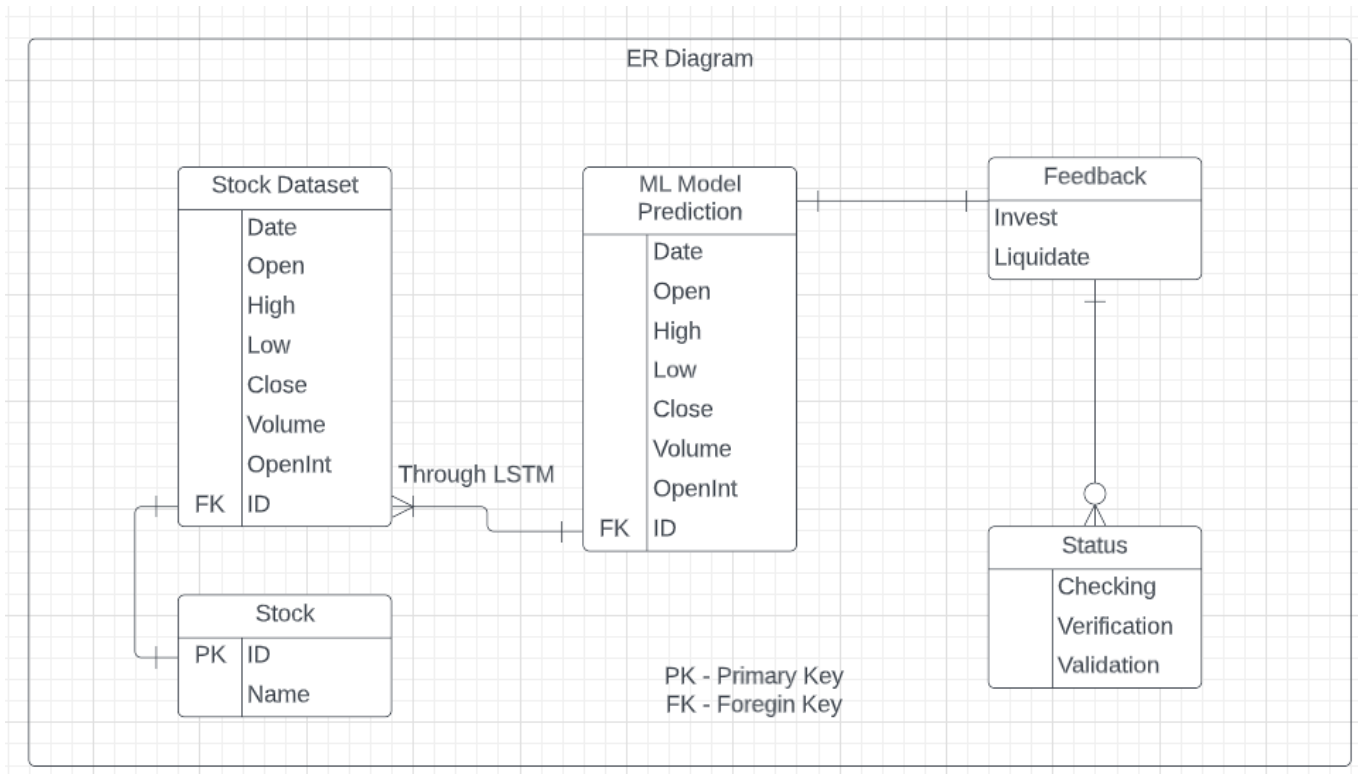 ER Diagram
Stock Dataset
Date
Open
High
Low
Close
Volume
OpenInt
FK ID
Through LSTM
Stock
PK ID
Name
ML Model
Prediction
Date
Open
High
Low
Close
Volume
OpenInt
FK ID
Feedback
Invest
Liquidate
Status
Checking
Verification
Validation
PK - Primary Key
FK - Foregin Key